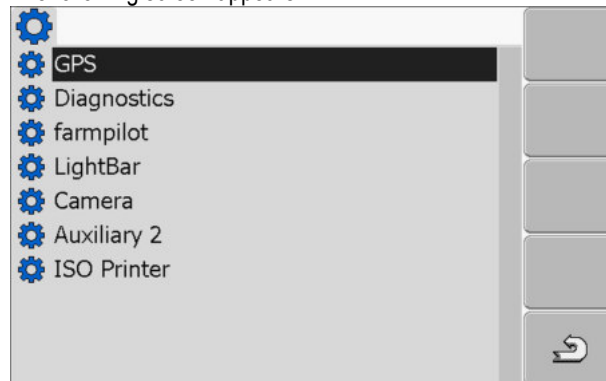 GPS
Diagnostics
farmpilot
LightBar
Camera
Auxiliary 2
ISO Printer